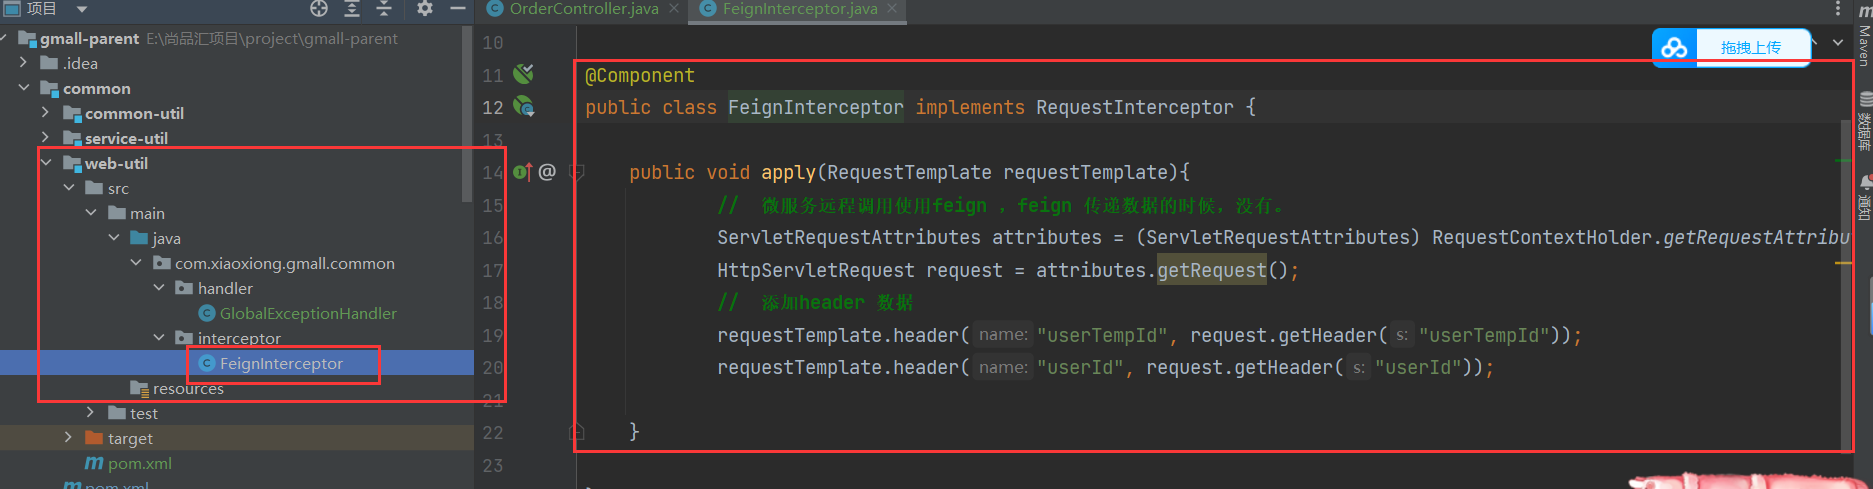 项目
OrderController.java
FeignInterceptor.java
gmall-parent E:\尚品汇项目\project\gmall-parent
.idea
common
common-util
service-util
web-util
src
main
java
com.xiaoxiong.gmall.common
handler
GlobalExceptionHandler
interceptor
FeignInterceptor
resources
test
target
pom.xml
pom.xml
10
11 @Component
12 public class FeignInterceptor implements RequestInterceptor {
13
14 public void apply(RequestTemplate requestTemplate){
15 // 微服务远程调用使用feign ，feign 传递数据的时候，没有。
16 ServletRequestAttributes attributes = (ServletRequestAttributes) RequestContextHolder.getRequestAttribu
17 HttpServletRequest request = attributes.getRequest();
18 // 添加header 数据
19 requestTemplate.header( name: "userTempId", request.getHeader( s: "userTempId"));
20 requestTemplate.header( name: "userId", request.getHeader( s: "userId"));
21
22 }
23
拖拽上传
Maven
数据库
通知